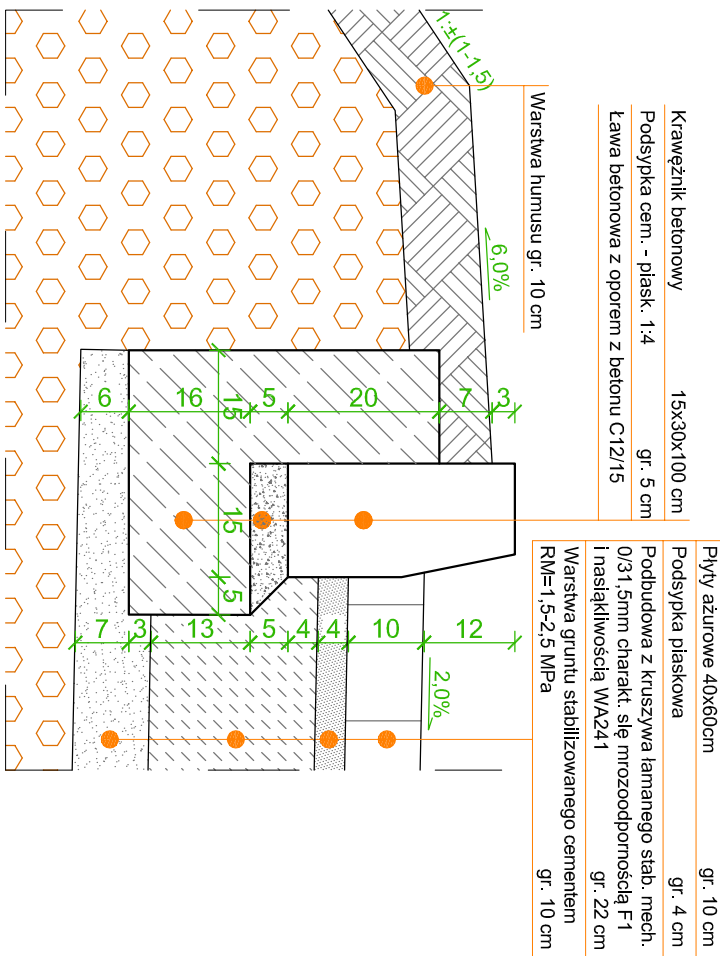 Krawężnik betonowy 15x30x100 cm
Podsypka cem. - piask. 1:4 gr. 5 cm
Ława betonowa z oporem z betonu C12/15
Płyty ażurowe 40x60cm gr. 10 cm
Podsypka piaskowa gr. 4 cm
Podbudowa z kruszywa łamanego stab. mech.
0/31,5mm charakt. się mrozoodpornością F1
i nasiąkliwością WA241 gr. 22 cm
Warstwa gruntu stabilizowanego cementem
RM=1,5-2,5 MPa gr. 10 cm
Warstwa humusu gr. 10 cm
1:±(1-1,5)
6,0%
2,0%
3
7
20
5
16
6
15
15
5
12
10
4
4
5
13
3
7